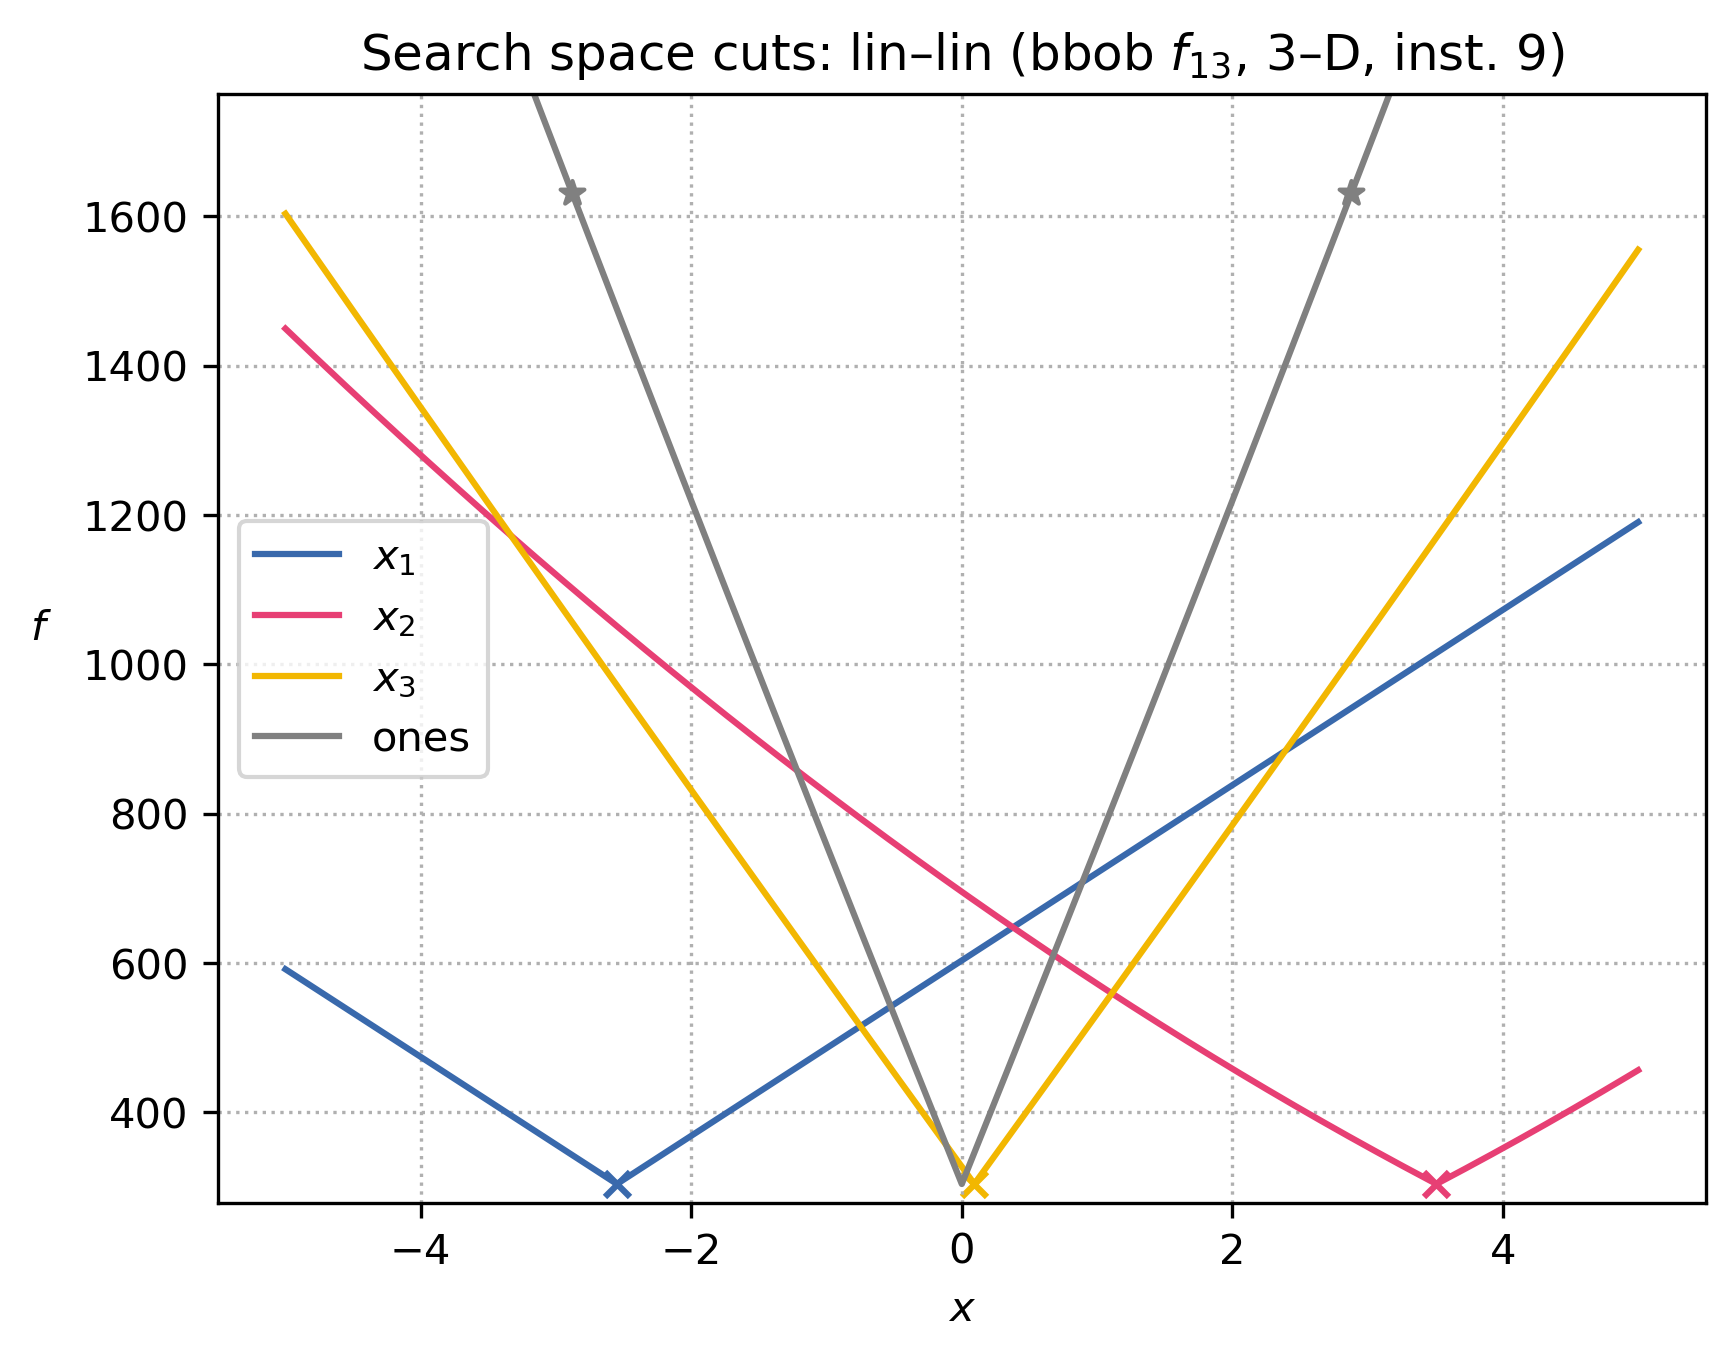 Search space cuts: lin–lin (bbob f13, 3–D, inst. 9)
1600
1400
1200
1000
800
600
400
f
x1
x2
x3
ones
−4 −2 0 2 4
x